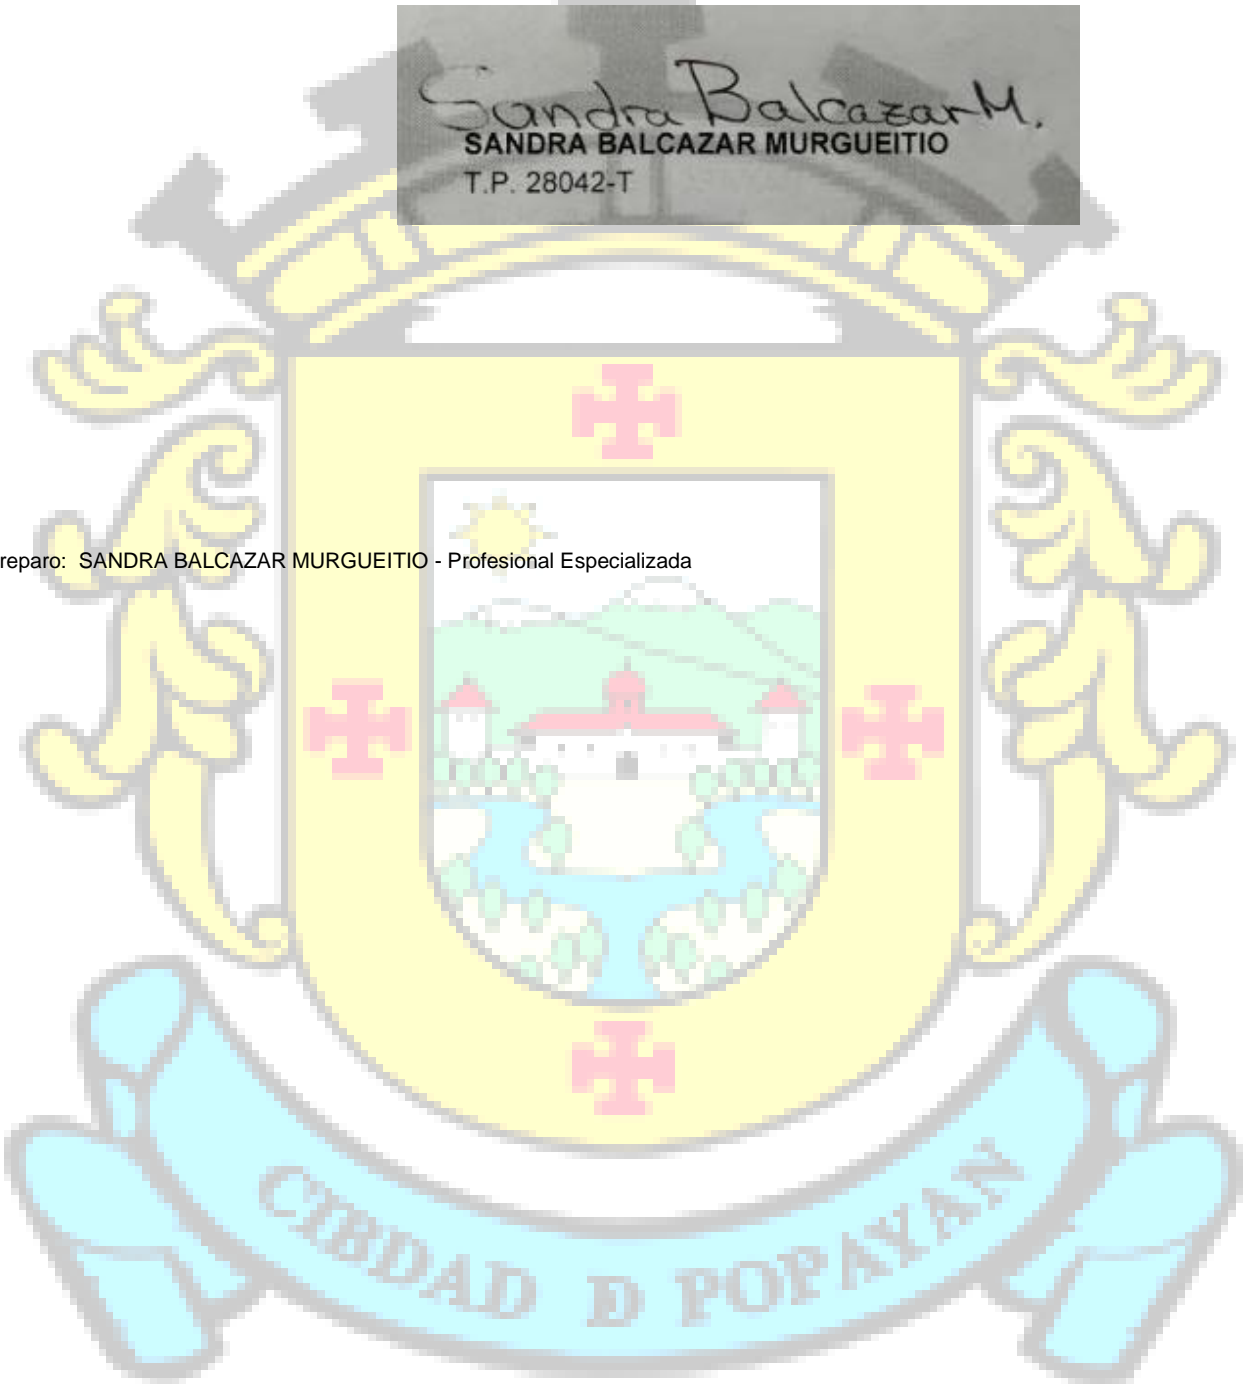 Sandra Balcazar M.
SANDRA BALCAZAR MURGUEITIO
T.P. 28042-T
reparo: SANDRA BALCAZAR MURGUEITIO - Profesional Especializada
CIBDAD D POPAYAN